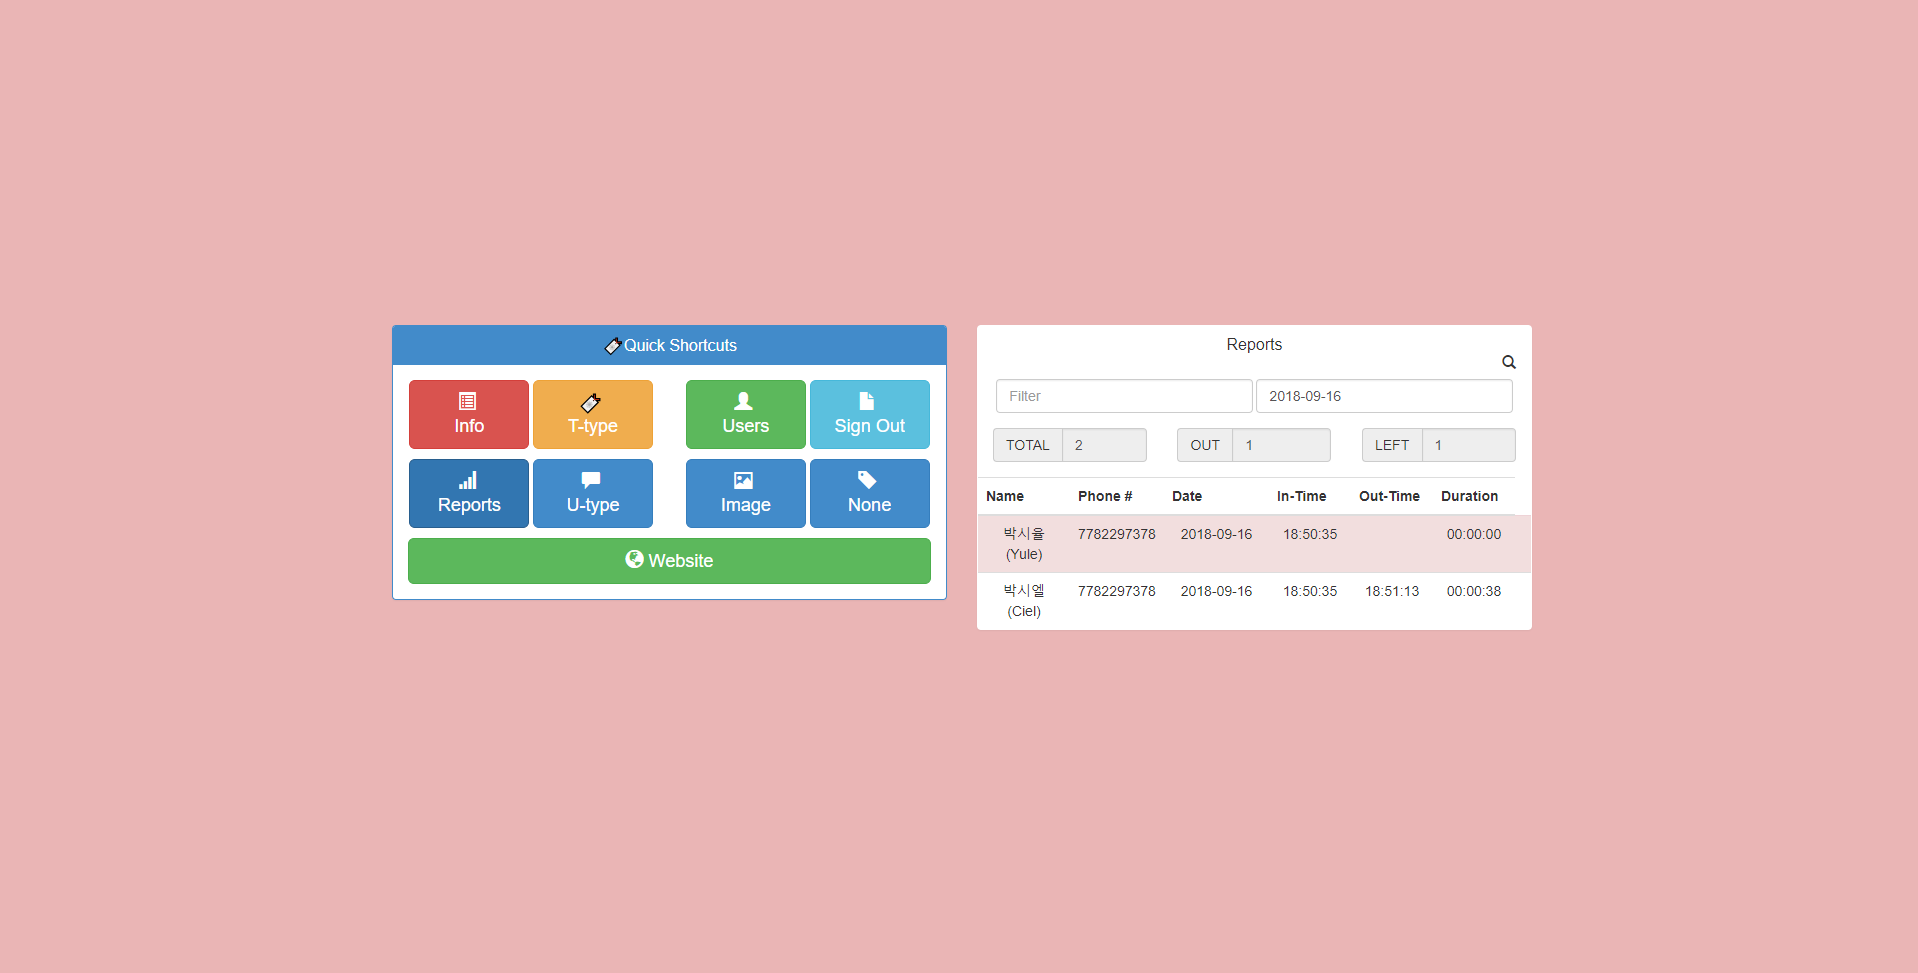 Quick Shortcuts
Info
T-type
Users
Sign Out
Reports
U-type
Image
None
Website
Reports
Filter
2018-09-16
TOTAL 2
OUT 1
LEFT 1
Name Phone # Date In-Time Out-Time Duration
박시율 7782297378 2018-09-16 18:50:35 00:00:00
(Yule)
박시엘 7782297378 2018-09-16 18:50:35 18:51:13 00:00:38
(Ciel)